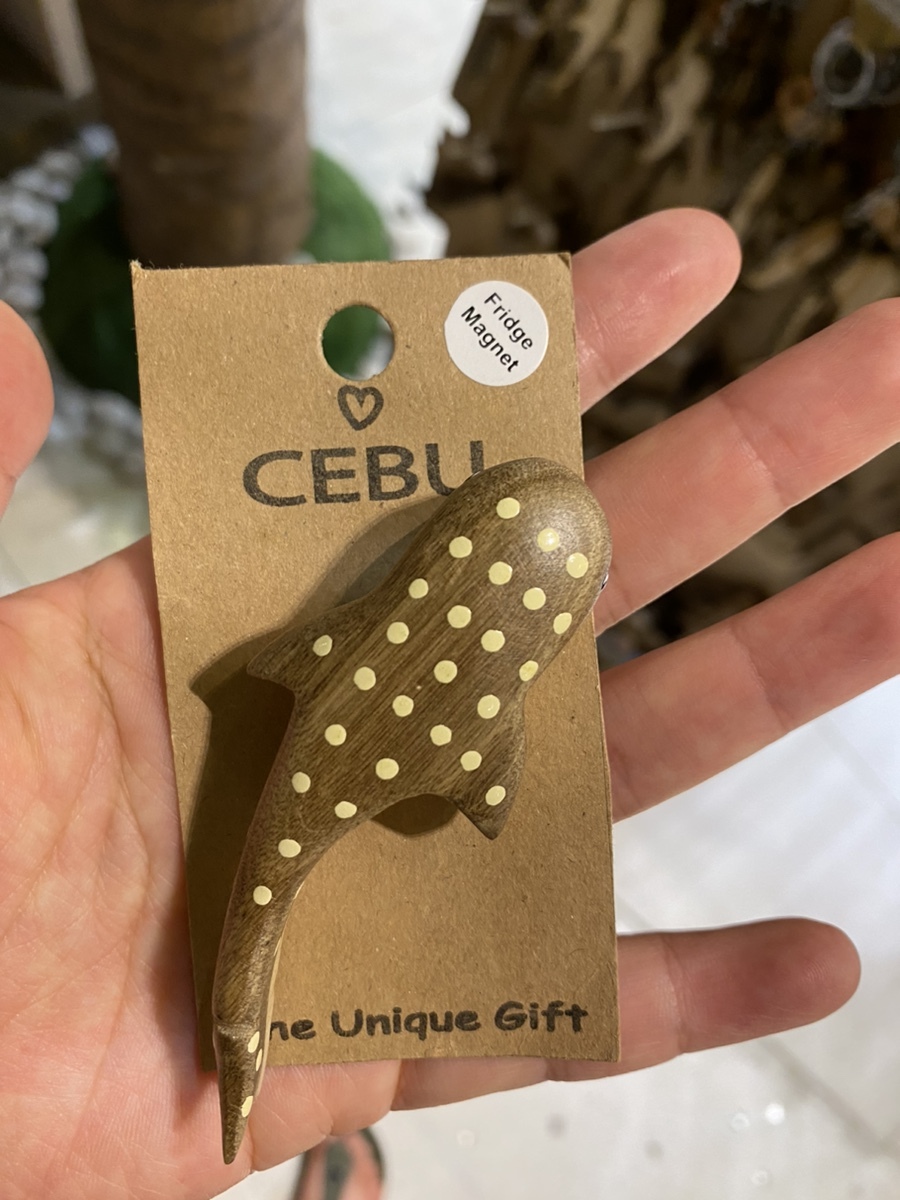 Fridge
Magnet
CEBU
Unique Gift